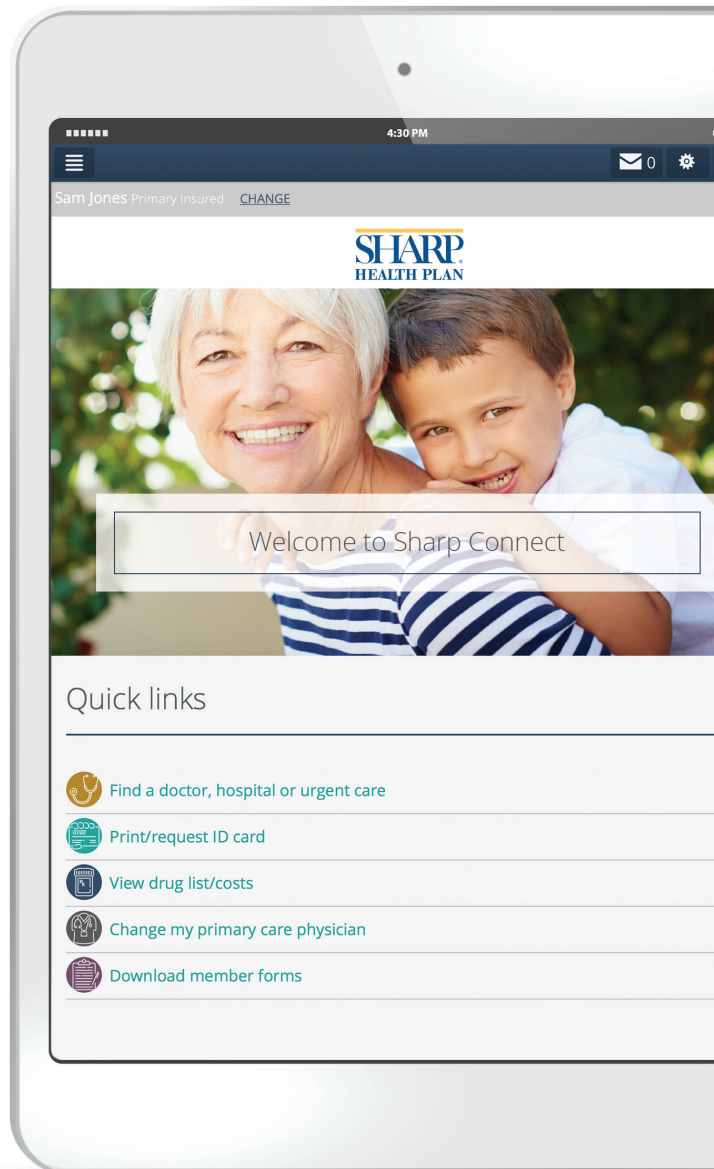 4:30 PM
0
Sam Jones Primary Insured CHANGE
SHARP
HEALTH PLAN
Welcome to Sharp Connect
Quick links
Find a doctor, hospital or urgent care
Print/request ID card
View drug list/costs
Change my primary care physician
Download member forms